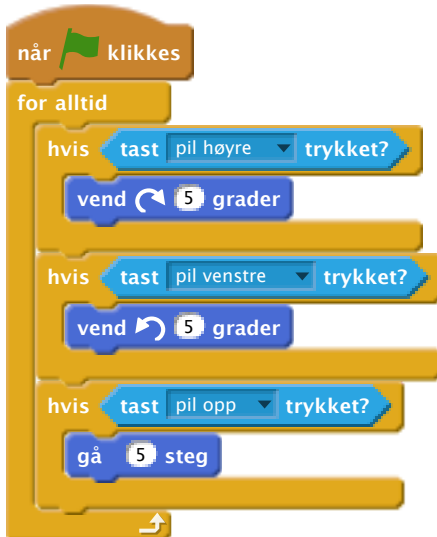 når klikkes
for alltid
hvis tast pil høyre trykket?
vend 5 grader
hvis tast pil venstre trykket?
vend 5 grader
hvis tast pil opp trykket?
gå 5 steg